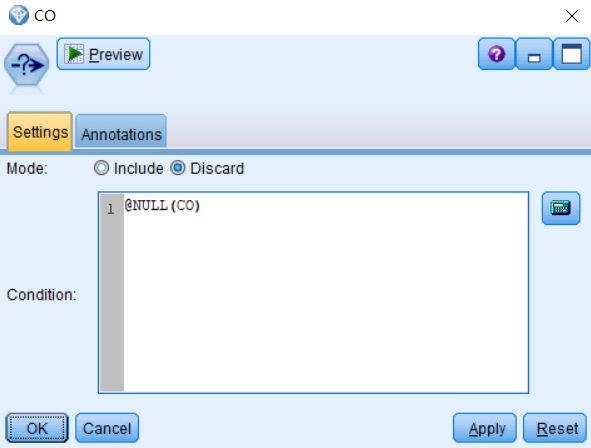 CO
Preview
Settings Annotations
Mode: Include Discard
1 @NULL(CO)
Condition:
OK Cancel Apply Reset